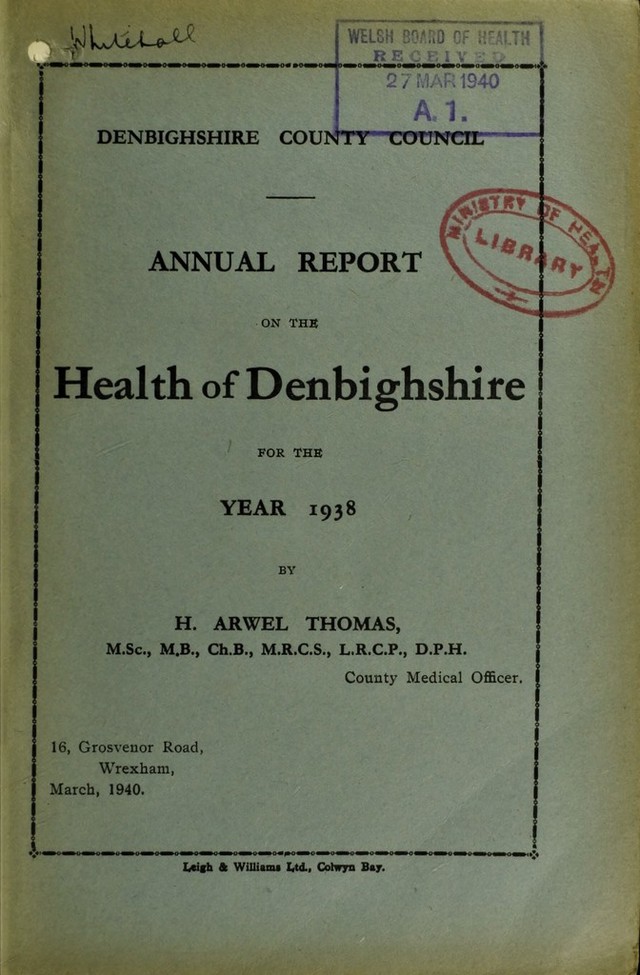 Whitehall
WELSH BOARD OF HEALTH
RECEIVED
27 MAR 1940
A. 1.
DENBIGHSHIRE COUNTY COUNCIL
MINISTRY OF HEALTH
LIBRARY
ANNUAL REPORT
ON THE
Health of Denbighshire
FOR THE
YEAR 1938
BY
H. ARWEL THOMAS,
M.Sc., M.B., Ch.B., M.R.C.S., L.R.C.P., D.P.H.
County Medical Officer.
16, Grosvenor Road,
Wrexham,
March, 1940.
Leigh & Williams Ltd., Colwyn Bay.